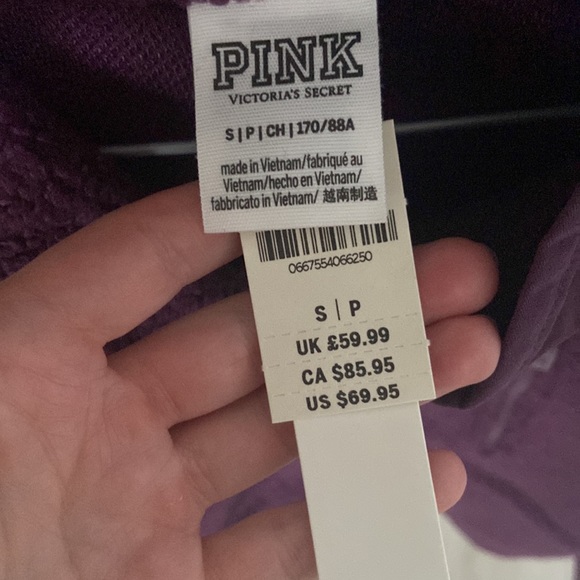 PINK
VICTORIA'S SECRET
S|P|CH|170/88A
made in Vietnam/fabriqué au
Vietnam/hecho en Vietnam/
fabbricato in Vietnam/ 越南制造
0667554066250
S | P
UK £59.99
CA $85.95
US $69.95